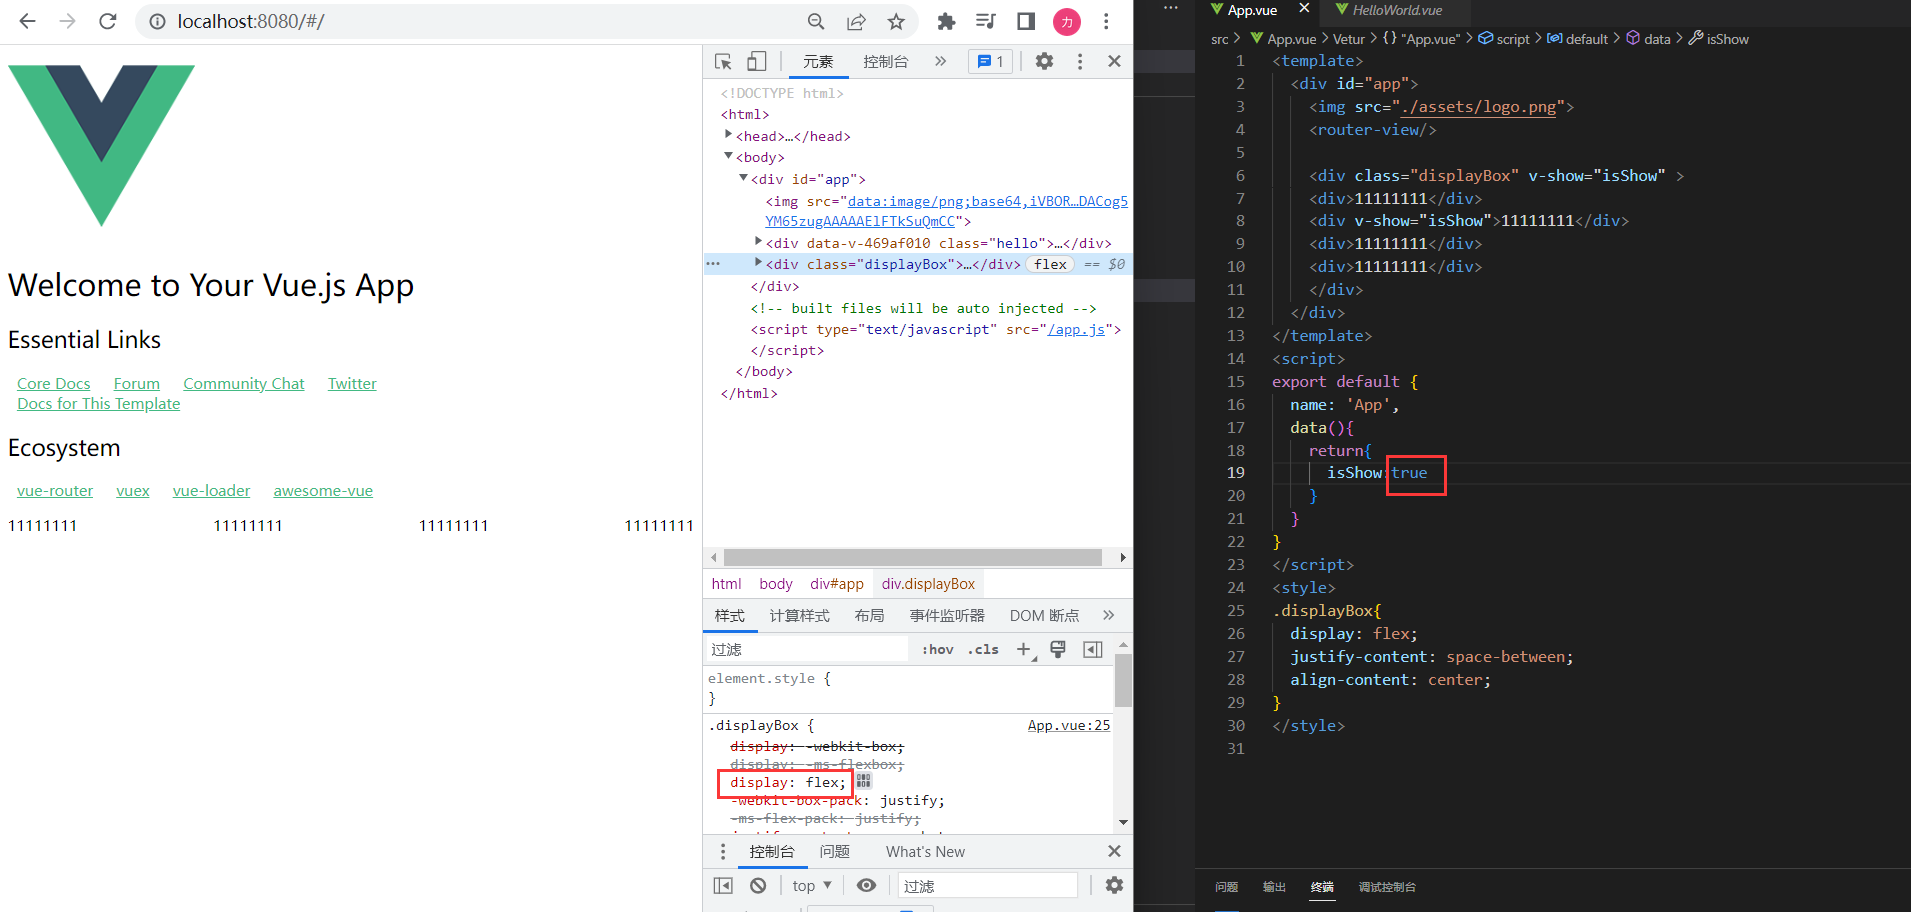 localhost:8080/#/
カ
元素
控制台
1
<!DOCTYPE html>
<html>
<head>…</head>
<body>
<div id="app">
<img src="data:image/png;base64,iVBOR…DACog5
YM65zugAAAAAElFTkSuQmCC">
<div data-v-469af010 class="hello">…</div>
<div class="displayBox">…</div> flex == $0
</div>
<!-- built files will be auto injected -->
<script type="text/javascript" src="/app.js">
</script>
</body>
</html>
Welcome to Your Vue.js App
Essential Links
Core Docs Forum Community Chat Twitter
Docs for This Template
Ecosystem
vue-router vuex vue-loader awesome-vue
11111111 11111111 11111111 11111111
html body div#app div.displayBox
样式 计算样式 布局 事件监听器 DOM 断点
过滤 :hov .cls
element.style {
}
.displayBox { App.vue:25
display: -webkit-box;
display: -ms-flexbox;
display: flex;
-webkit-box-pack: justify;
-ms-flex-pack: justify;
控制台 问题 What's New
top 过滤
App.vue HelloWorld.vue
src > App.vue > Vetur > {} "App.vue" > script > default > data > isShow
1 <template>
2 <div id="app">
3 <img src="./assets/logo.png">
4 <router-view/>
5
6 <div class="displayBox" v-show="isShow" >
7 <div>11111111</div>
8 <div v-show="isShow">11111111</div>
9 <div>11111111</div>
10 <div>11111111</div>
11 </div>
12 </div>
13 </template>
14 <script>
15 export default {
16 name: 'App',
17 data(){
18 return{
19 isShow:true
20 }
21 }
22 }
23 </script>
24 <style>
25 .displayBox{
26 display: flex;
27 justify-content: space-between;
28 align-content: center;
29 }
30 </style>
31
问题 输出 终端 调试控制台